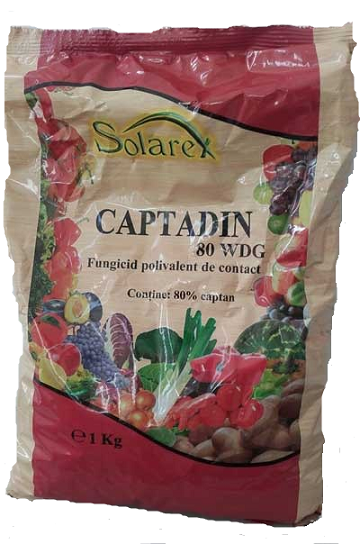 Solarex
CAPTADIN
80 WDG
Fungicid polivalent de contact
Conține: 80% captan
℮ 1 Kg